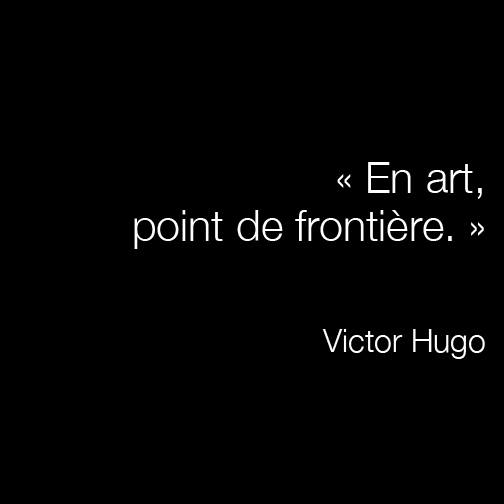 « En art,
point de frontière. »
Victor Hugo